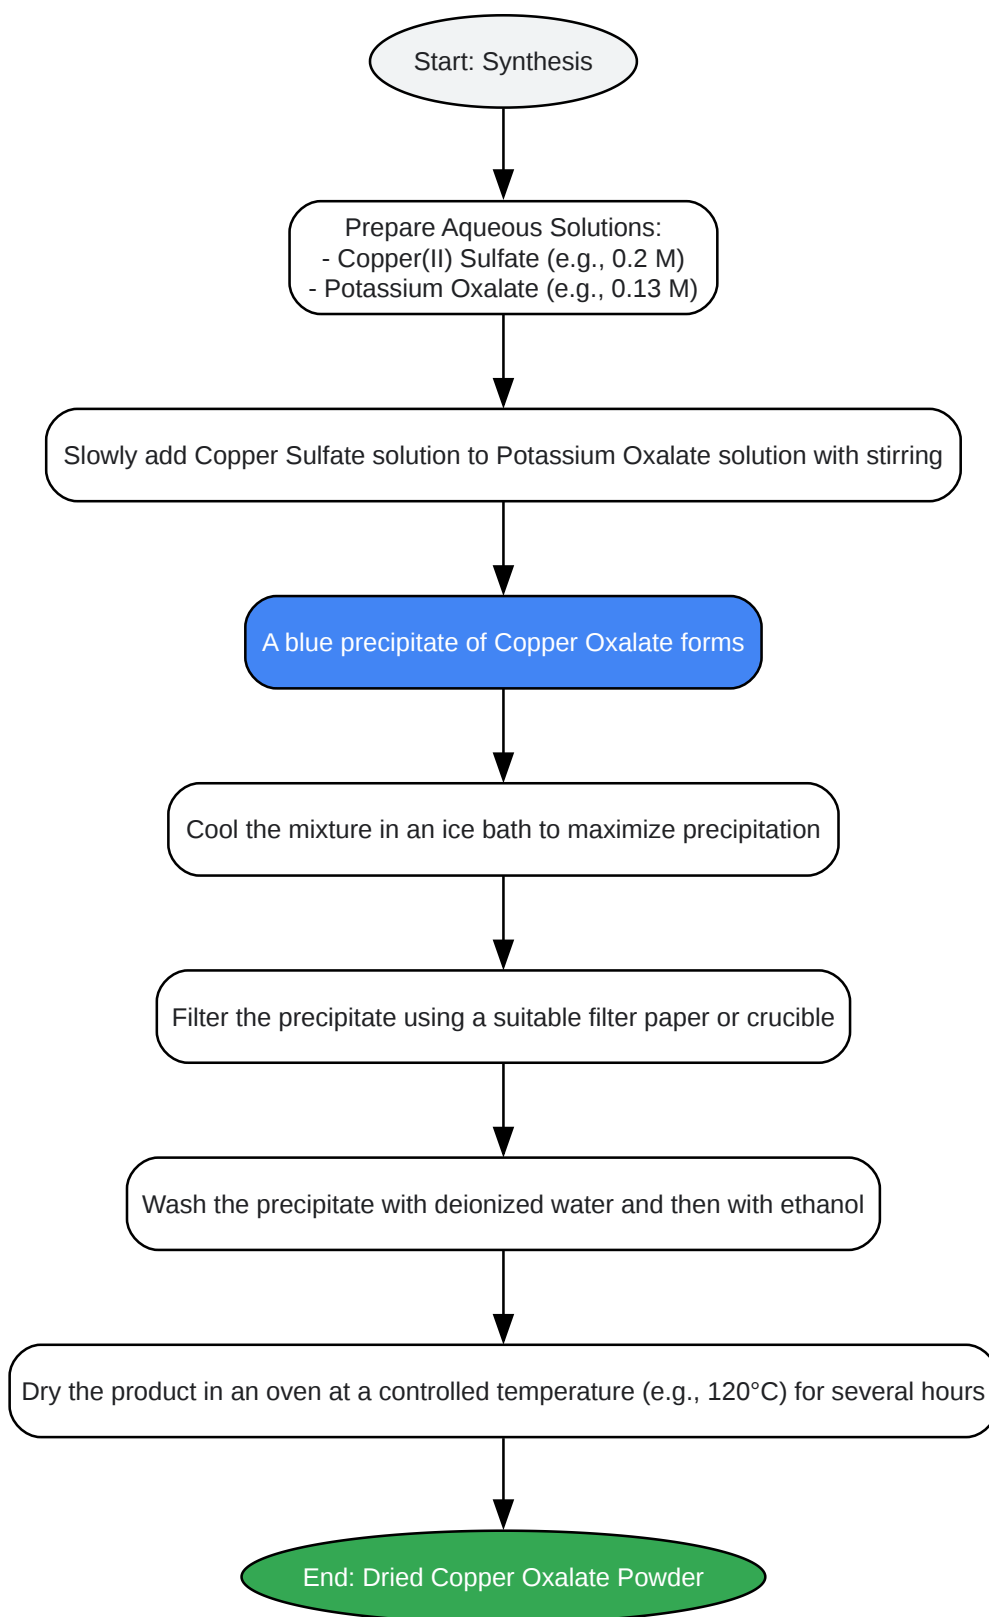 Start: Synthesis
Prepare Aqueous Solutions:
- Copper(II) Sulfate (e.g., 0.2 M)
- Potassium Oxalate (e.g., 0.13 M)
Slowly add Copper Sulfate solution to Potassium Oxalate solution with stirring
A blue precipitate of Copper Oxalate forms
Cool the mixture in an ice bath to maximize precipitation
Filter the precipitate using a suitable filter paper or crucible
Wash the precipitate with deionized water and then with ethanol
Dry the product in an oven at a controlled temperature (e.g., 120°C) for several hours
End: Dried Copper Oxalate Powder